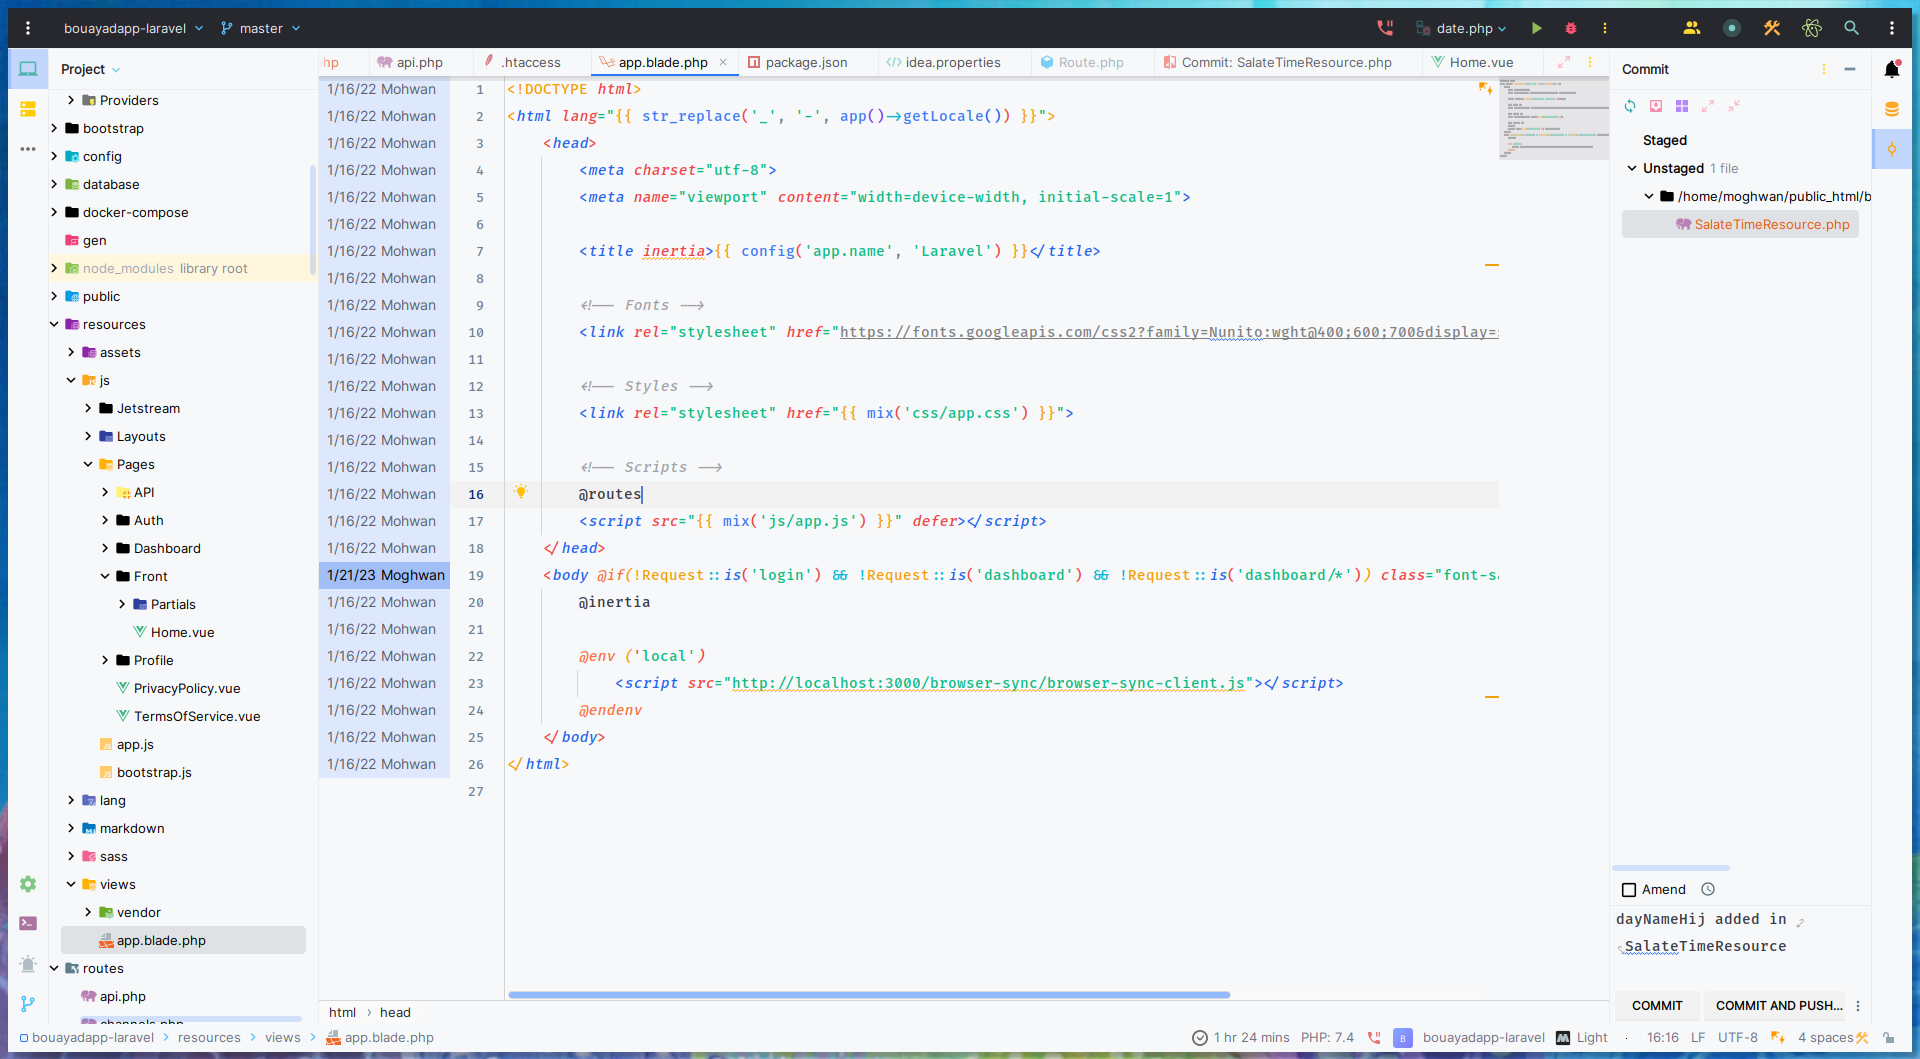 bouayadapp-laravel
master
date.php
Project
Providers
bootstrap
config
database
docker-compose
gen
node_modules library root
public
resources
assets
js
Jetstream
Layouts
Pages
API
Auth
Dashboard
Front
Partials
Home.vue
Profile
PrivacyPolicy.vue
TermsOfService.vue
app.js
bootstrap.js
lang
markdown
sass
views
vendor
app.blade.php
routes
api.php
channels.php
hp
api.php
.htaccess
app.blade.php
package.json
idea.properties
Route.php
Commit: SalateTimeResource.php
Home.vue
1/16/22 Mohwan 1 <!DOCTYPE html>
1/16/22 Mohwan 2 <html lang="{{ str_replace('_', '-', app()->getLocale()) }}">
1/16/22 Mohwan 3 <head>
1/16/22 Mohwan 4 <meta charset="utf-8">
1/16/22 Mohwan 5 <meta name="viewport" content="width=device-width, initial-scale=1">
1/16/22 Mohwan 6
1/16/22 Mohwan 7 <title inertia>{{ config('app.name', 'Laravel') }}</title>
1/16/22 Mohwan 8
1/16/22 Mohwan 9 <!-- Fonts -->
1/16/22 Mohwan 10 <link rel="stylesheet" href="https://fonts.googleapis.com/css2?family=Nunito:wght@400;600;700&display=s
1/16/22 Mohwan 11
1/16/22 Mohwan 12 <!-- Styles -->
1/16/22 Mohwan 13 <link rel="stylesheet" href="{{ mix('css/app.css') }}">
1/16/22 Mohwan 14
1/16/22 Mohwan 15 <!-- Scripts -->
1/16/22 Mohwan 16 @routes
1/16/22 Mohwan 17 <script src="{{ mix('js/app.js') }}" defer></script>
1/16/22 Mohwan 18 </head>
1/21/23 Moghwan 19 <body @if(!Request::is('login') && !Request::is('dashboard') && !Request::is('dashboard/*')) class="font-sa
1/16/22 Mohwan 20 @inertia
1/16/22 Mohwan 21
1/16/22 Mohwan 22 @env ('local')
1/16/22 Mohwan 23 <script src="http://localhost:3000/browser-sync/browser-sync-client.js"></script>
1/16/22 Mohwan 24 @endenv
1/16/22 Mohwan 25 </body>
1/16/22 Mohwan 26 </html>
27
html > head
Commit
Staged
Unstaged 1 file
/home/moghwan/public_html/b
SalateTimeResource.php
Amend
dayNameHij added in
SalateTimeResource
COMMIT
COMMIT AND PUSH...
bouayadapp-laravel > resources > views > app.blade.php
1 hr 24 mins
PHP: 7.4
B
bouayadapp-laravel
Light
16:16
LF
UTF-8
4 spaces